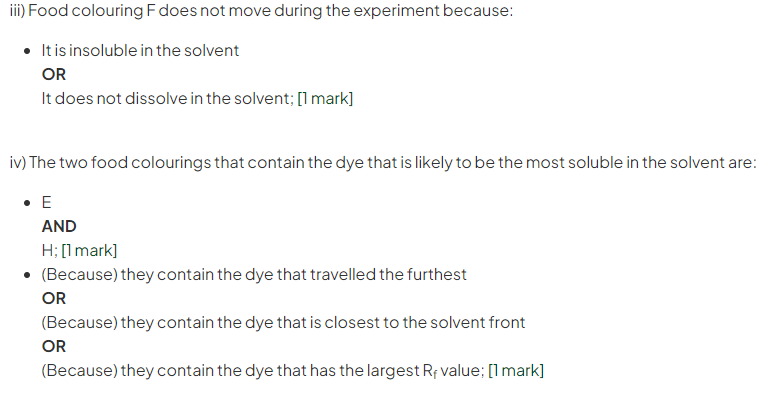 iii) Food colouring F does not move during the experiment because:
• It is insoluble in the solvent
OR
It does not dissolve in the solvent; [1 mark]
iv) The two food colourings that contain the dye that is likely to be the most soluble in the solvent are:
• E
AND
H; [1 mark]
• (Because) they contain the dye that travelled the furthest
OR
(Because) they contain the dye that is closest to the solvent front
OR
(Because) they contain the dye that has the largest Rf value; [1 mark]